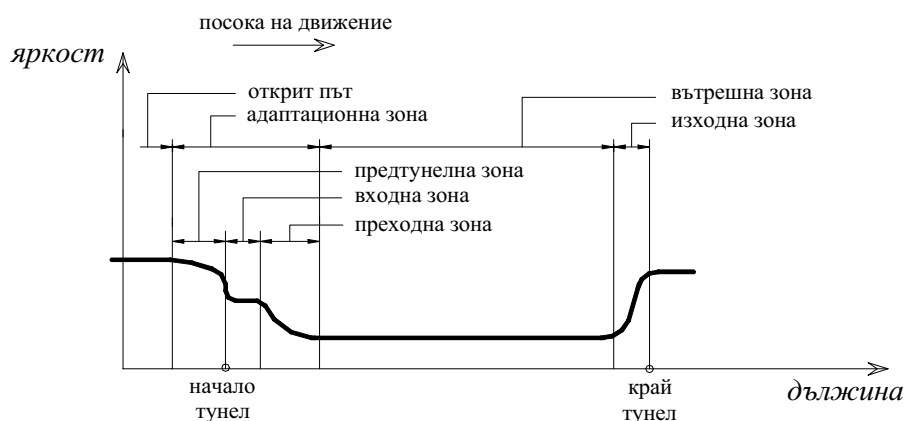 посока на движение
яркост
открит път
адаптационна зона
вътрешна зона
изходна зона
предтунелна зона
входна зона
преходна зона
начало
тунел
край
тунел
дължина